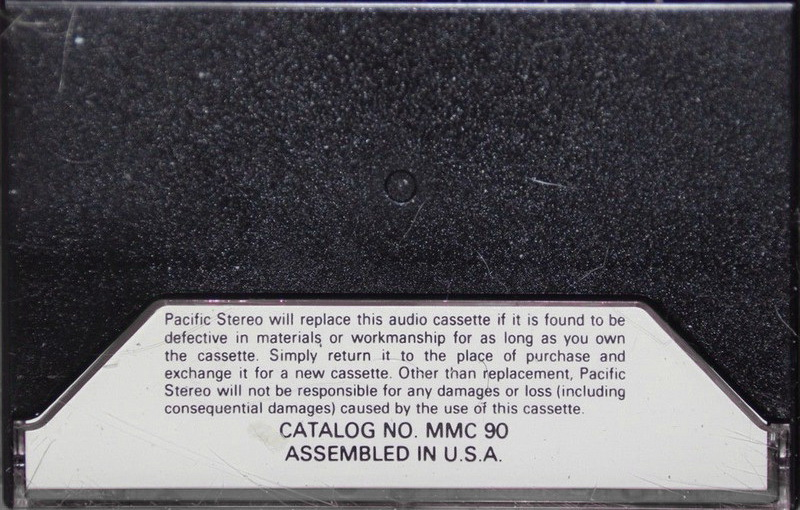 Pacific Stereo will replace this audio cassette if it is found to be
defective in materials or workmanship for as long as you own
the cassette. Simply return it to the place of purchase and
exchange it for a new cassette. Other than replacement, Pacific
Stereo will not be responsible for any damages or loss (including
consequential damages) caused by the use of this cassette.
CATALOG NO. MMC 90
ASSEMBLED IN U.S.A.